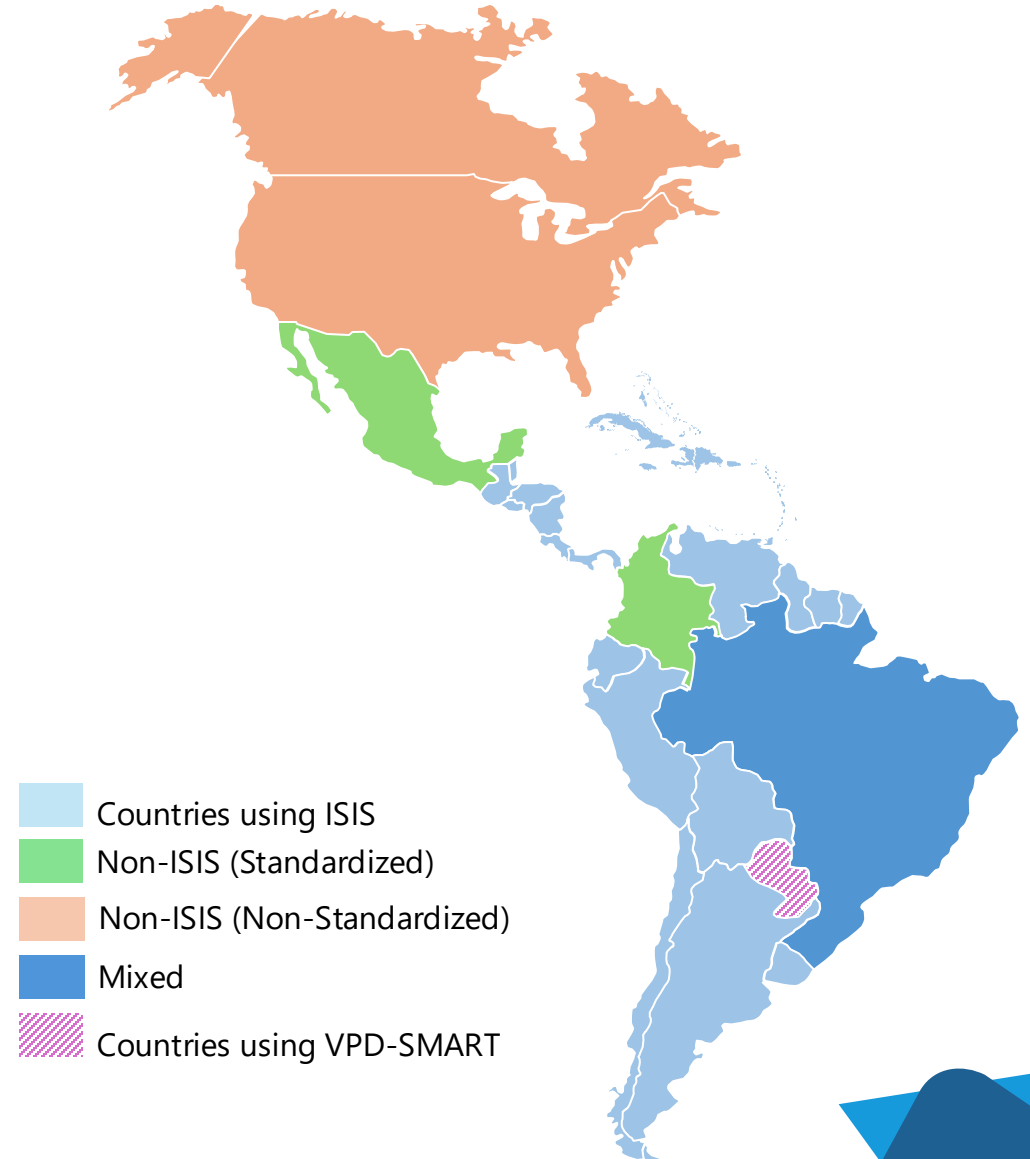 Countries using ISIS
Non-ISIS (Standardized)
Non-ISIS (Non-Standardized)
Mixed
Countries using VPD-SMART